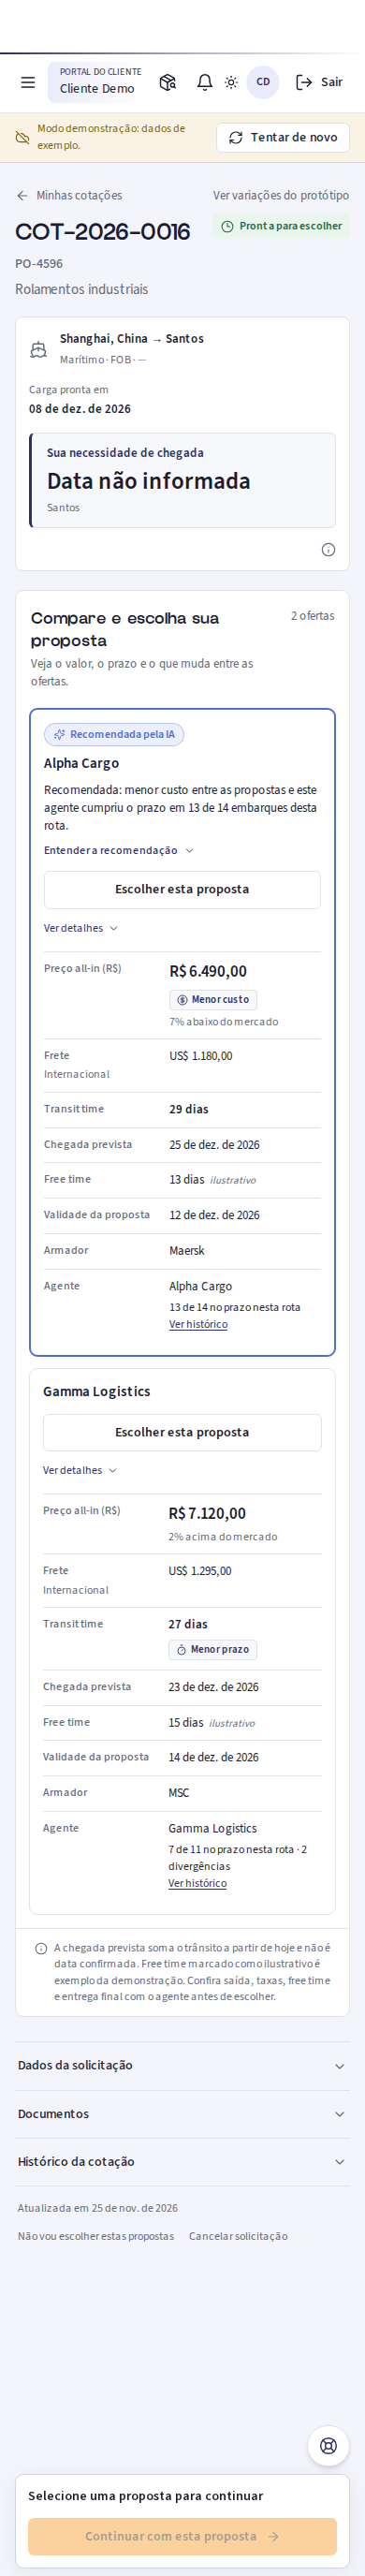 PORTAL DO CLIENTE
Cliente Demo
CD
Sair
Modo demonstração: dados de
exemplo.
Tentar de novo
Minhas cotações
Ver variações do protótipo
COT-2026-0016
Pronta para escolher
PO-4596
Rolamentos industriais
Shanghai, China → Santos
Marítimo · FOB · —
Carga pronta em
08 de dez. de 2026
Sua necessidade de chegada
Data não informada
Santos
Compare e escolha sua
proposta
2 ofertas
Veja o valor, o prazo e o que muda entre as
ofertas.
Recomendada pela IA
Alpha Cargo
Recomendada: menor custo entre as propostas e este
agente cumpriu o prazo em 13 de 14 embarques desta
rota.
Entender a recomendação
Escolher esta proposta
Ver detalhes
Preço all-in (R$)
R$ 6.490,00
Menor custo
7% abaixo do mercado
Frete
Internacional
US$ 1.180,00
Transit time
29 dias
Chegada prevista
25 de dez. de 2026
Free time
13 dias ilustrativo
Validade da proposta
12 de dez. de 2026
Armador
Maersk
Agente
Alpha Cargo
13 de 14 no prazo nesta rota
Ver histórico
Gamma Logistics
Escolher esta proposta
Ver detalhes
Preço all-in (R$)
R$ 7.120,00
2% acima do mercado
Frete
Internacional
US$ 1.295,00
Transit time
27 dias
Menor prazo
Chegada prevista
23 de dez. de 2026
Free time
15 dias ilustrativo
Validade da proposta
14 de dez. de 2026
Armador
MSC
Agente
Gamma Logistics
7 de 11 no prazo nesta rota · 2
divergências
Ver histórico
A chegada prevista soma o trânsito a partir de hoje e não é
data confirmada. Free time marcado como ilustrativo é
exemplo da demonstração. Confira saída, taxas, free time
e entrega final com o agente antes de escolher.
Dados da solicitação
Documentos
Histórico da cotação
Atualizada em 25 de nov. de 2026
Não vou escolher estas propostas
Cancelar solicitação
Selecione uma proposta para continuar
Continuar com esta proposta →